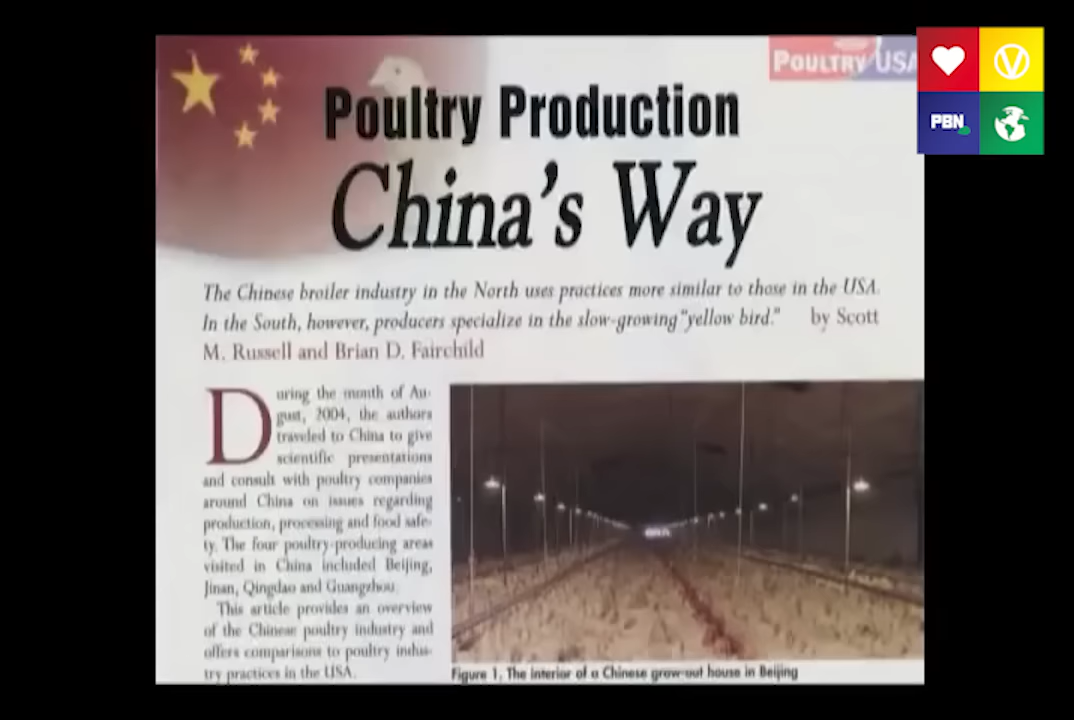 POULTRY USA
PBN
Poultry Production
China's Way
The Chinese broiler industry in the North uses practices more similar to those in the USA.
In the South, however, producers specialize in the slow-growing "yellow bird." by Scott
M. Russell and Brian D. Fairchild
During the month of Au-
gust, 2004, the authors
traveled to China to give
scientific presentations
and consult with poultry companies
around China on issues regarding
production, processing and food safe-
ty. The four poultry-producing areas
visited in China included Beijing,
Jinan, Qingdao and Guangzhou.
This article provides an overview
of the Chinese poultry industry and
offers comparisons to poultry indus-
try practices in the USA.
Figure 1. The interior of a Chinese grow-out house in Beijing